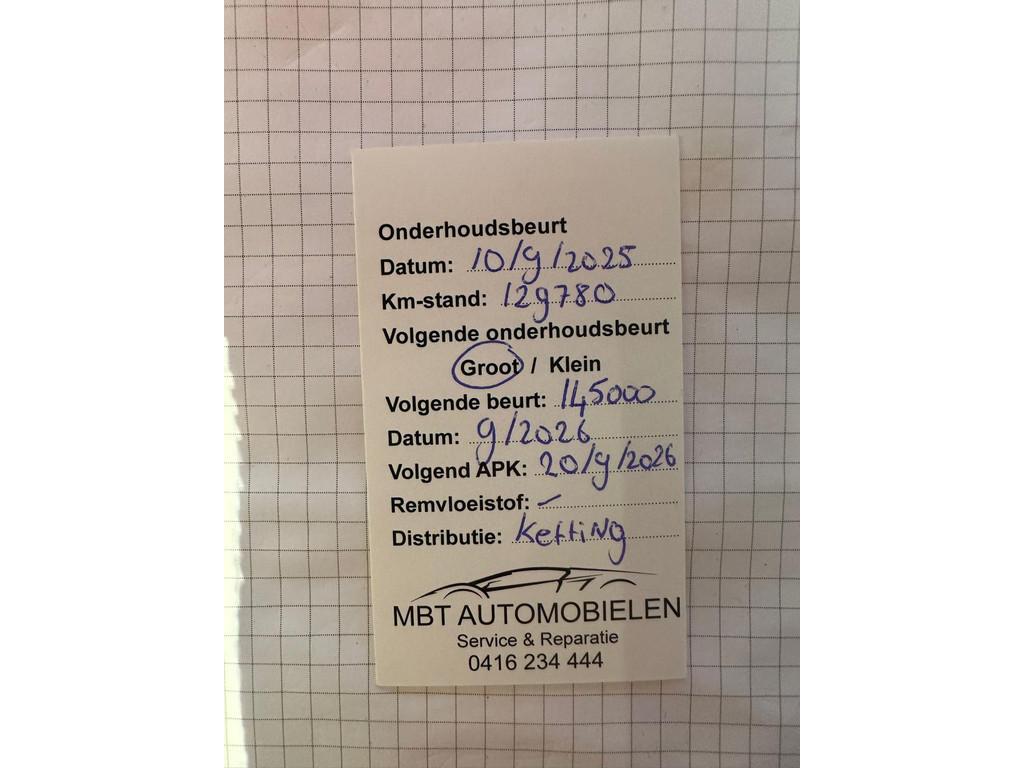 Onderhoudsbeurt
Datum: 10/9/2025
Km-stand: 129780
Volgende onderhoudsbeurt
Groot / Klein
Volgende beurt: 145000
Datum: 9/2026
Volgend APK: 20/9/2026
Remvloeistof: –
Distributie: Ketting
MBT AUTOMOBIELEN
Service & Reparatie
0416 234 444